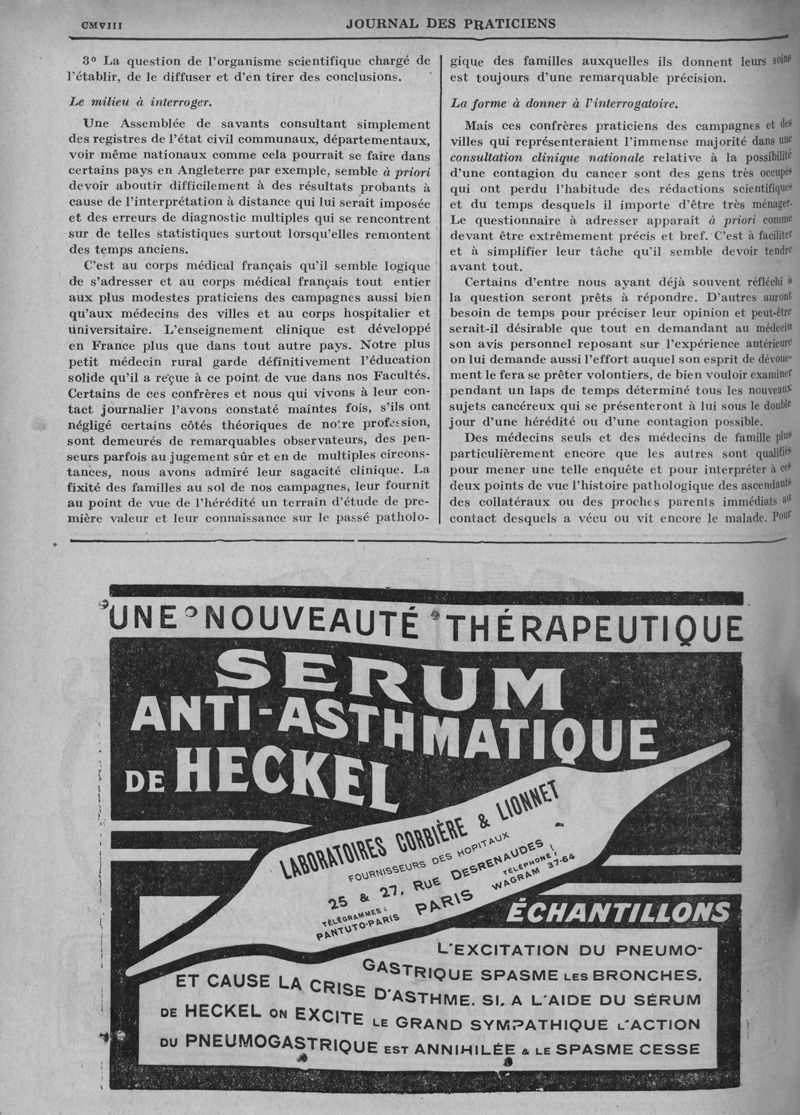 CMVIII
JOURNAL DES PRATICIENS
3º La question de l'organisme scientifique chargé de
l'établir, de le diffuser et d'en tirer des conclusions.
Le milieu à interroger.
Une Assemblée de savants consultant simplement
des registres de l'état civil communaux, départementaux,
voir même nationaux comme cela pourrait se faire dans
certains pays en Angleterre par exemple, semble à priori
devoir aboutir difficilement à des résultats probants à
cause de l'interprétation à distance qui lui serait imposée
et des erreurs de diagnostic multiples qui se rencontrent
sur de telles statistiques surtout lorsqu'elles remontent
des temps anciens.
C'est au corps médical français qu'il semble logique
de s'adresser et au corps médical français tout entier
aux plus modestes praticiens des campagnes aussi bien
qu'aux médecins des villes et au corps hospitalier et
universitaire. L'enseignement clinique est développé
en France plus que dans tout autre pays. Notre plus
petit médecin rural garde définitivement l'éducation
solide qu'il a reçue à ce point de vue dans nos Facultés.
Certains de ces confrères et nous qui vivons à leur con-
tact journalier l'avons constaté maintes fois, s'ils ont
négligé certains côtés théoriques de notre profession,
sont demeurés de remarquables observateurs, des pen-
seurs parfois au jugement sûr et en de multiples circons-
tances, nous avons admiré leur sagacité clinique. La
fixité des familles au sol de nos campagnes, leur fournit
au point de vue de l'hérédité un terrain d'étude de pre-
mière valeur et leur connaissance sur le passé patholo-
gique des familles auxquelles ils donnent leurs soins
est toujours d'une remarquable précision.
La forme à donner à l'interrogatoire.
Mais ces confrères praticiens des campagnes et des
villes qui représenteraient l'immense majorité dans une
consultation clinique nationale relative à la possibilité
d'une contagion du cancer sont des gens très occupés
qui ont perdu l'habitude des rédactions scientifiques
et du temps desquels il importe d'être très ménager.
Le questionnaire à adresser apparaît à priori comme
devant être extrêmement précis et bref. C'est à faciliter
et à simplifier leur tâche qu'il semble devoir tendre
avant tout.
Certains d'entre nous ayant déjà souvent réfléchi à
la question seront prêts à répondre. D'autres auront
besoin de temps pour préciser leur opinion et peut-être
serait-il désirable que tout en demandant au médecin
son avis personnel reposant sur l'expérience antérieure
on lui demande aussi l'effort auquel son esprit de dévoue-
ment le fera se prêter volontiers, de bien vouloir examiner
pendant un laps de temps déterminé tous les nouveaux
sujets cancéreux qui se présenteront à lui sous le double
jour d'une hérédité ou d'une contagion possible.
Des médecins seuls et des médecins de famille plus
particulièrement encore que les autres sont qualifiés
pour mener une telle enquête et pour interpréter à ces
deux points de vue l'histoire pathologique des ascendants
des collatéraux ou des proches parents immédiats au
contact desquels a vécu ou vit encore le malade. Pour
UNE NOUVEAUTÉ THÉRAPEUTIQUE
SERUM
ANTI-ASTHMATIQUE
DE HECKEL
LABORATOIRES CORBIÈRE & LIONNET
FOURNISSEURS DES HOPITAUX
25 & 27, RUE DESRENAUDES
TÉLÉGRAMMES:
PANTUTO-PARIS
PARIS
TÉLÉPHONE:
WAGRAM 37-64
ÉCHANTILLONS
L'EXCITATION DU PNEUMO-
GASTRIQUE SPASME LES BRONCHES,
ET CAUSE LA CRISE D'ASTHME. SI, A L'AIDE DU SÉRUM
DE HECKEL ON EXCITE LE GRAND SYMPATHIQUE L'ACTION
DU PNEUMOGASTRIQUE EST ANNIHILÉE & LE SPASME CESSE